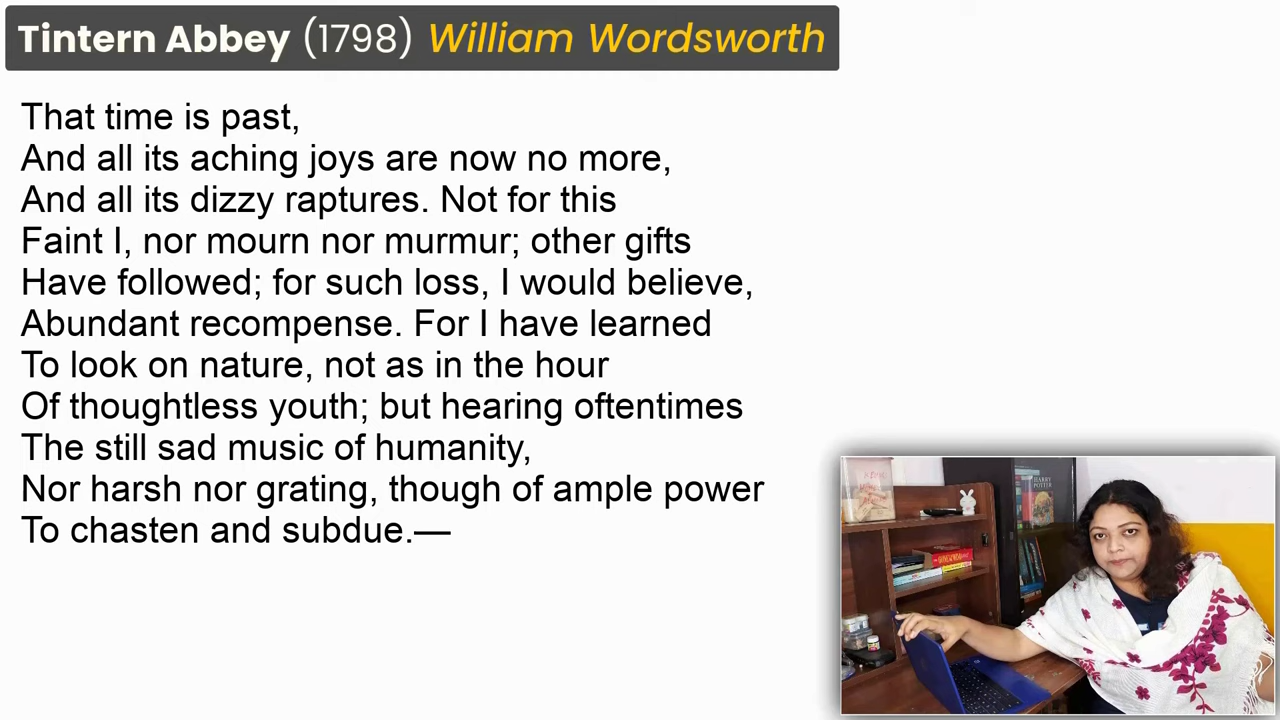 Tintern Abbey (1798) William Wordsworth
That time is past,
And all its aching joys are now no more,
And all its dizzy raptures. Not for this
Faint I, nor mourn nor murmur; other gifts
Have followed; for such loss, I would believe,
Abundant recompense. For I have learned
To look on nature, not as in the hour
Of thoughtless youth; but hearing oftentimes
The still sad music of humanity,
Nor harsh nor grating, though of ample power
To chasten and subdue.—
HARRY
POTTER